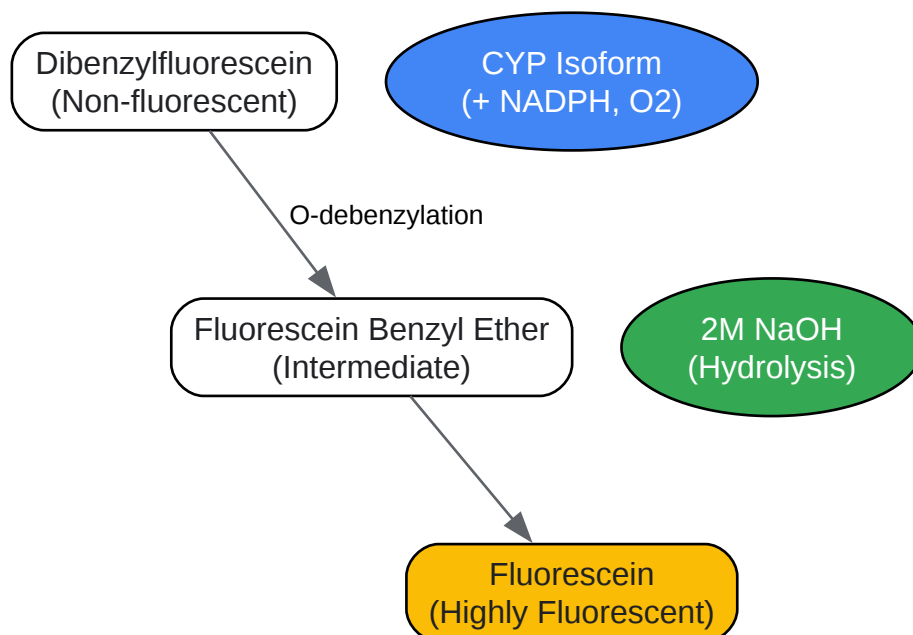 Dibenzylfluorescein
(Non-fluorescent)
CYP Isoform
(+ NADPH, O2)
O-debenzylation
Fluorescein Benzyl Ether
(Intermediate)
2M NaOH
(Hydrolysis)
Fluorescein
(Highly Fluorescent)